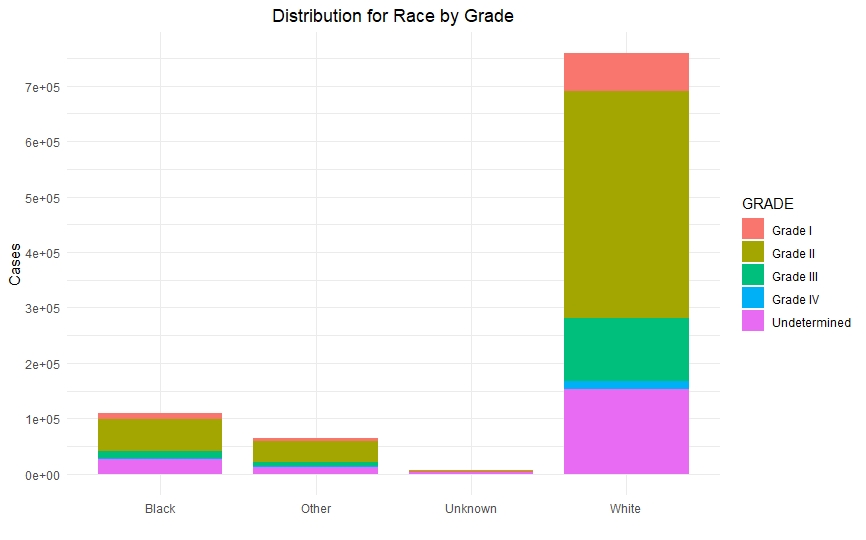 Distribution for Race by Grade
7e+05
6e+05
5e+05
4e+05
3e+05
2e+05
1e+05
0e+00
Cases
Black
Other
Unknown
White
GRADE
Grade I
Grade II
Grade III
Grade IV
Undetermined